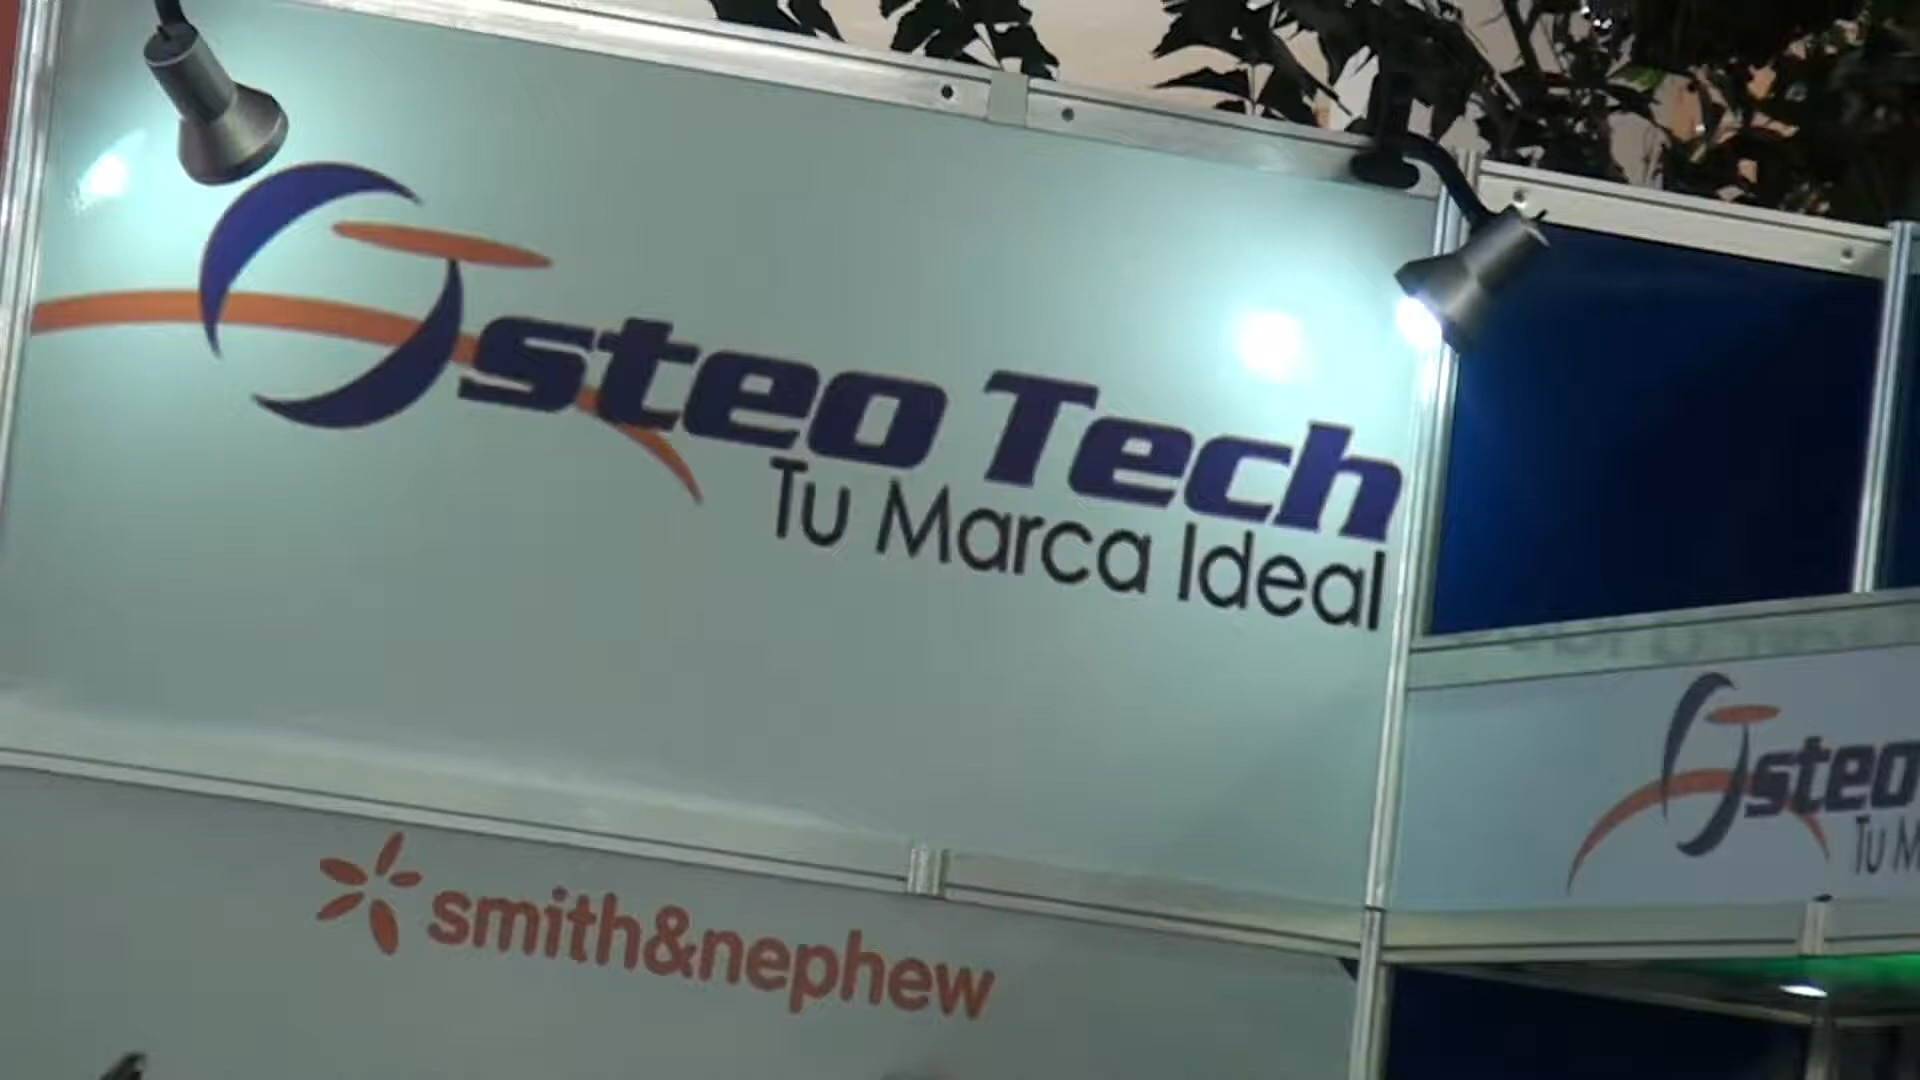 Osteo Tech
Tu Marca Ideal
smith&nephew
Osteo
Tu M